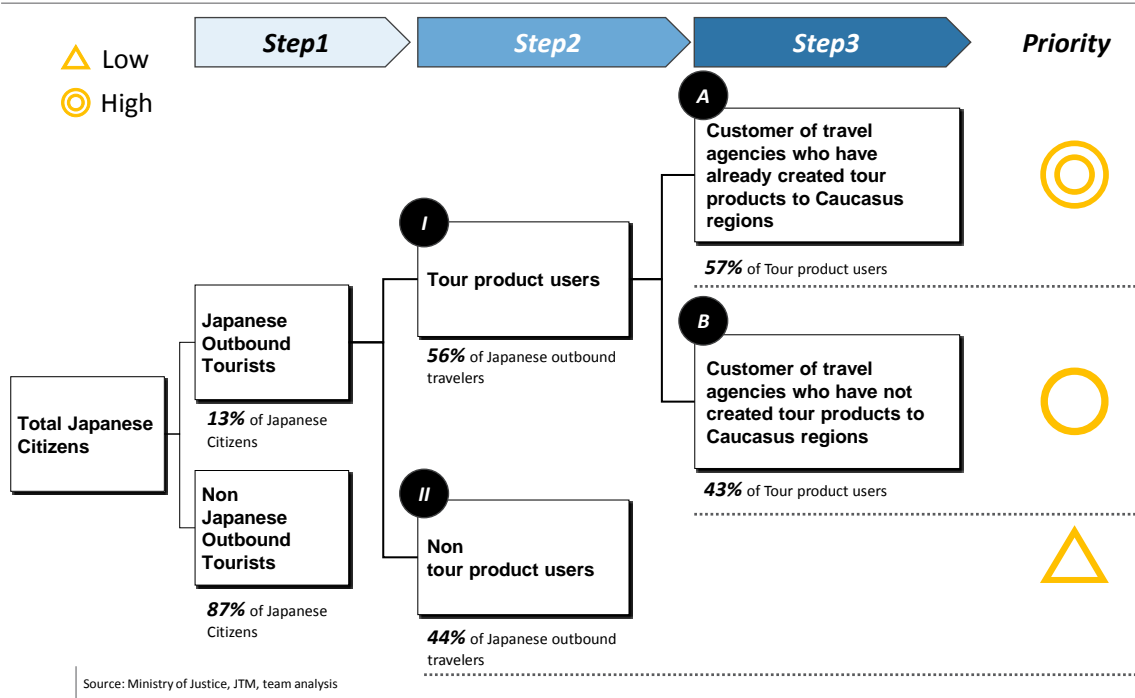 Step1
Step2
Step3
Priority
Low
High
A
Customer of travel
agencies who have
already created tour
products to Caucasus
regions
57% of Tour product users
I
Tour product users
56% of Japanese outbound
travelers
B
Customer of travel
agencies who have not
created tour products to
Caucasus regions
43% of Tour product users
Japanese
Outbound
Tourists
13% of Japanese
Citizens
Total Japanese
Citizens
Non
Japanese
Outbound
Tourists
87% of Japanese
Citizens
II
Non
tour product users
44% of Japanese outbound
travelers
Source: Ministry of Justice, JTM, team analysis